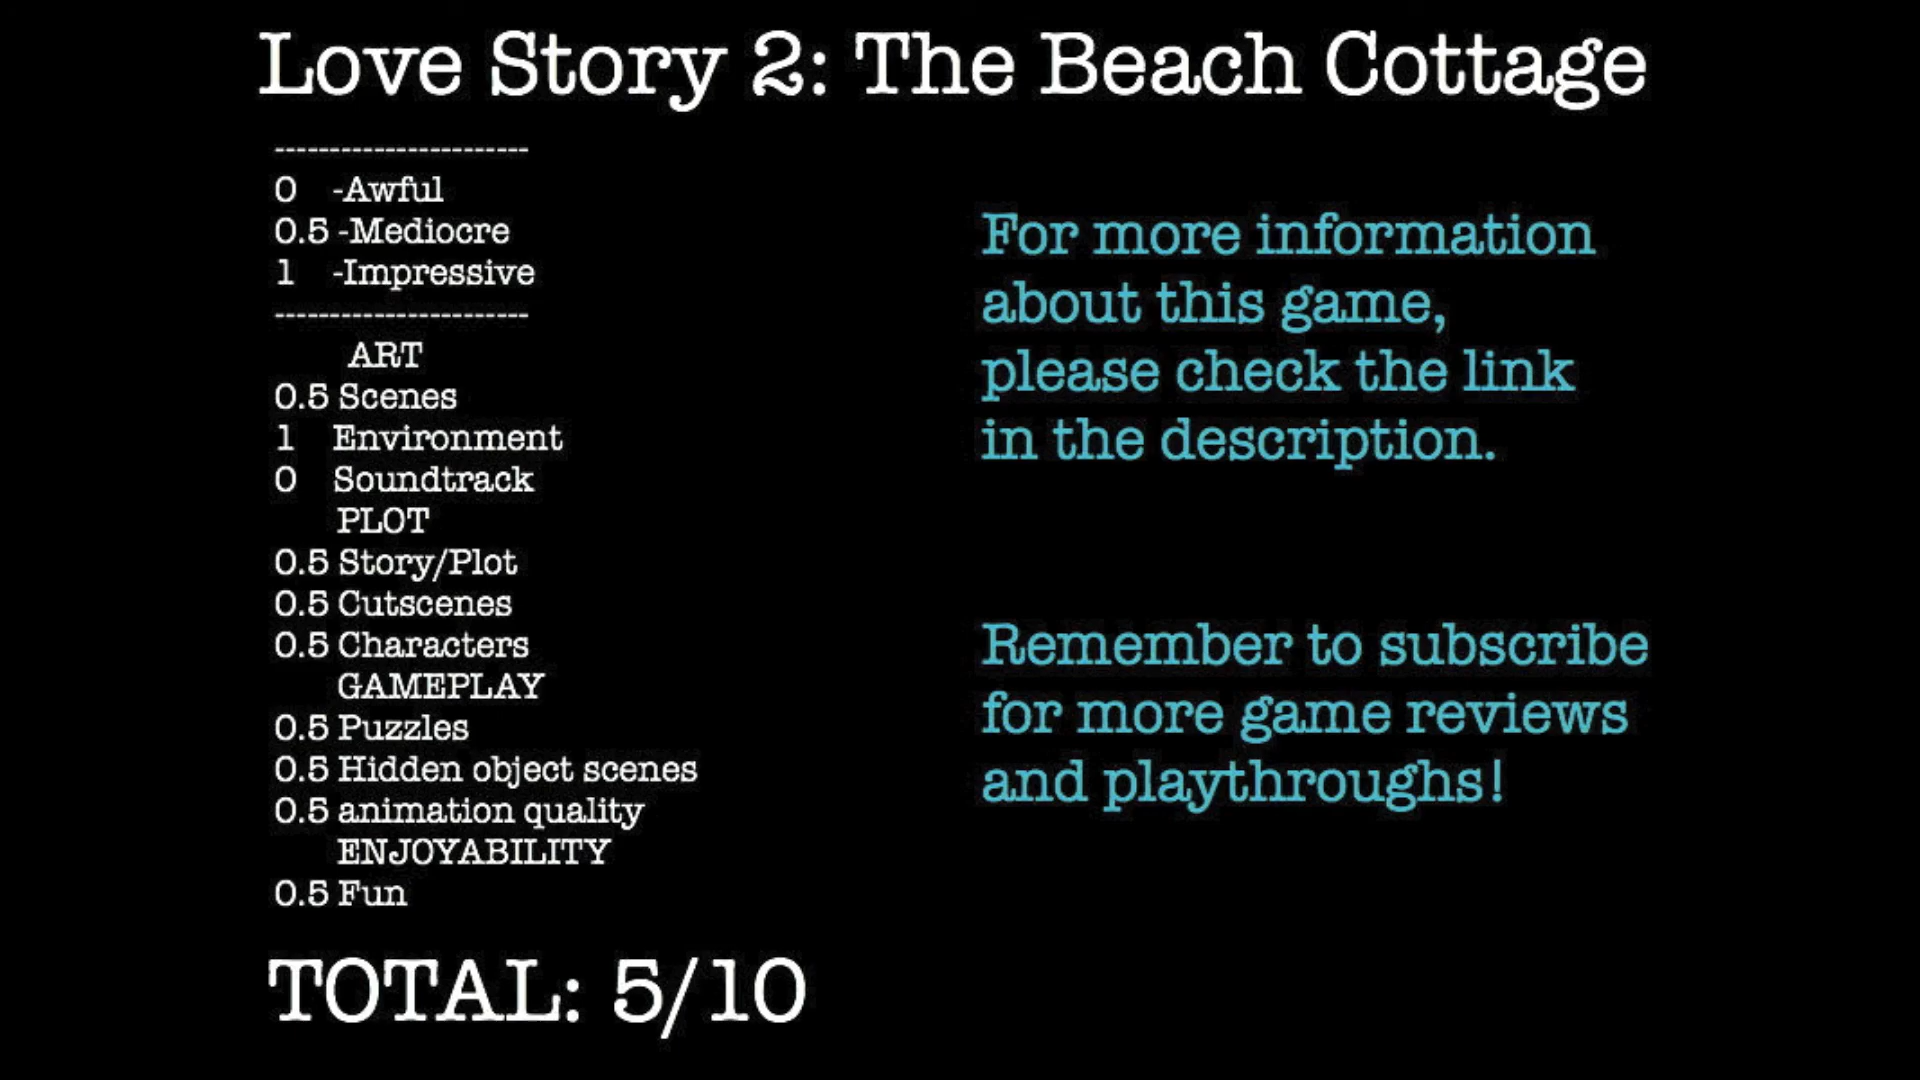 Love Story 2: The Beach Cottage
-----------------------
0 -Awful
0.5 -Mediocre
1 -Impressive
-----------------------
ART
0.5 Scenes
1 Environment
0 Soundtrack
PLOT
0.5 Story/Plot
0.5 Cutscenes
0.5 Characters
GAMEPLAY
0.5 Puzzles
0.5 Hidden object scenes
0.5 animation quality
ENJOYABILITY
0.5 Fun
TOTAL: 5/10
For more information
about this game,
please check the link
in the description.
Remember to subscribe
for more game reviews
and playthroughs!